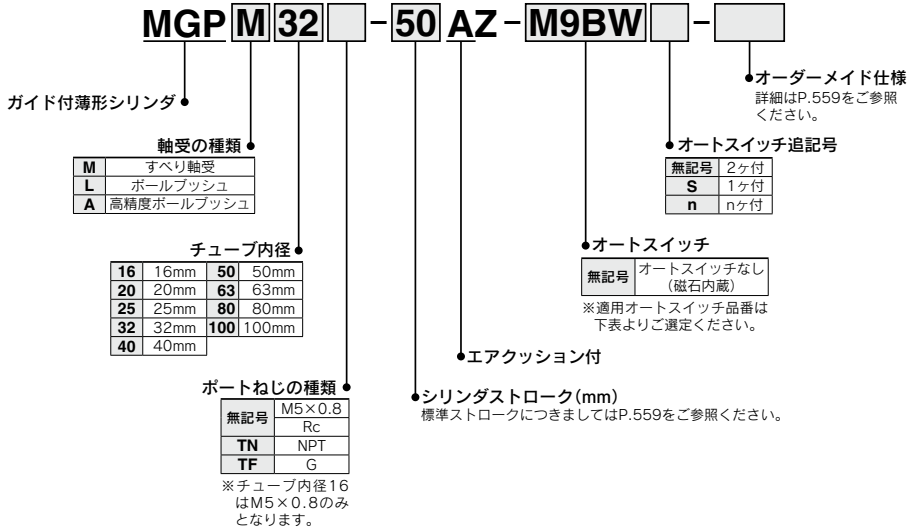 MGP M 32 - 50 AZ - M9BW -
ガイド付薄形シリンダ
軸受の種類
M すべり軸受
L ボールブッシュ
A 高精度ボールブッシュ
チューブ内径
16 16mm 50 50mm
20 20mm 63 63mm
25 25mm 80 80mm
32 32mm 100 100mm
40 40mm
ポートねじの種類
無記号 M5×0.8
Rc
TN NPT
TF G
※チューブ内径16
はM5×0.8のみ
となります。
シリンダストローク(mm)
標準ストロークにつきましてはP.559をご参照ください。
エアクッション付
オートスイッチ
無記号 オートスイッチなし
(磁石内蔵)
※適用オートスイッチ品番は
下表よりご選定ください。
オートスイッチ追記号
無記号 2ヶ付
S 1ヶ付
n nヶ付
オーダーメイド仕様
詳細はP.559をご参照
ください。